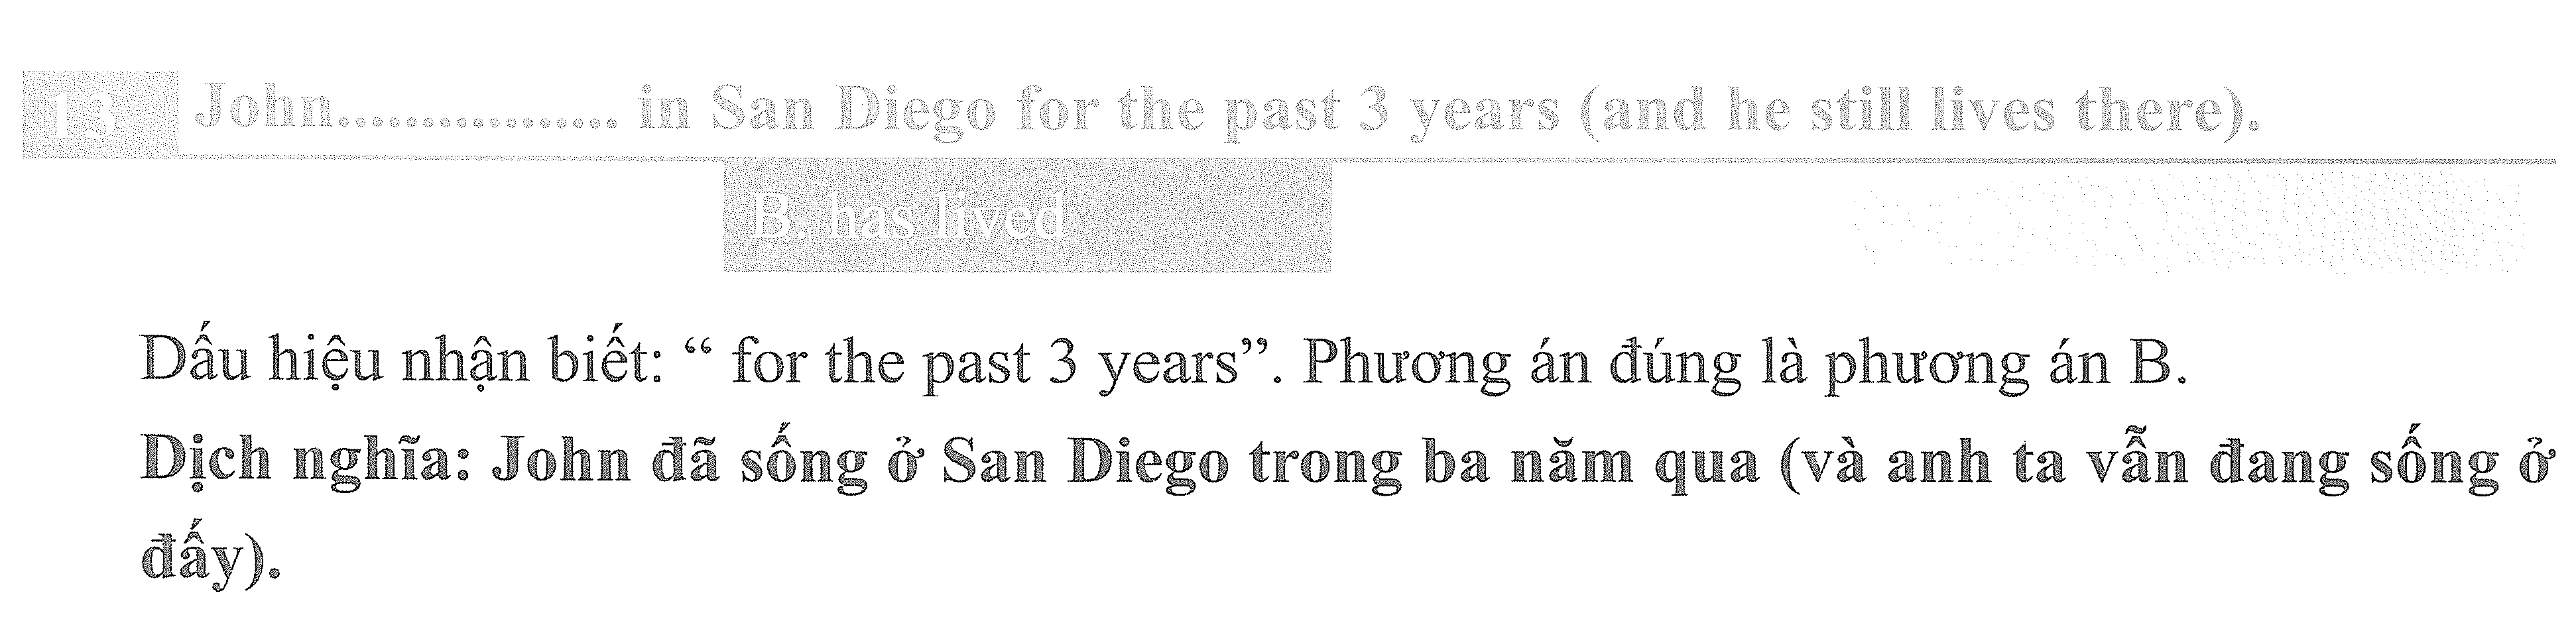 13 John................. in San Diego for the past 3 years (and he still lives there).
B. has lived
Dấu hiệu nhận biết: “ for the past 3 years”. Phương án đúng là phương án B.
Dịch nghĩa: John đã sống ở San Diego trong ba năm qua (và anh ta vẫn đang sống ở
đấy).